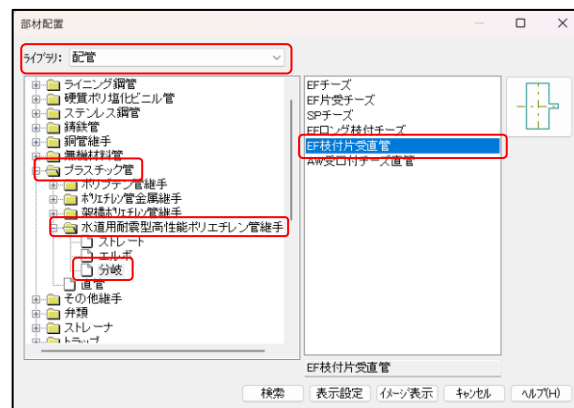 部材配置
ライブラリ: 配管
ライニング鋼管
硬質ポリ塩化ビニル管
ステンレス鋼管
鋳鉄管
銅管継手
無機材料管
プラスチック管
ポリブテン管継手
ポリエチレン管金属継手
架橋ポリエチレン管継手
水道用耐震型高性能ポリエチレン管継手
ストレート
エルボ
分岐
直管
その他継手
弁類
ストレーナ
トラップ
EFチーズ
EF片受チーズ
SPチーズ
EFロング枝付チーズ
EF枝付片受直管
AW受口付チーズ直管
EF枝付片受直管
検索
表示設定
イメージ表示
キャンセル
ヘルプ(H)